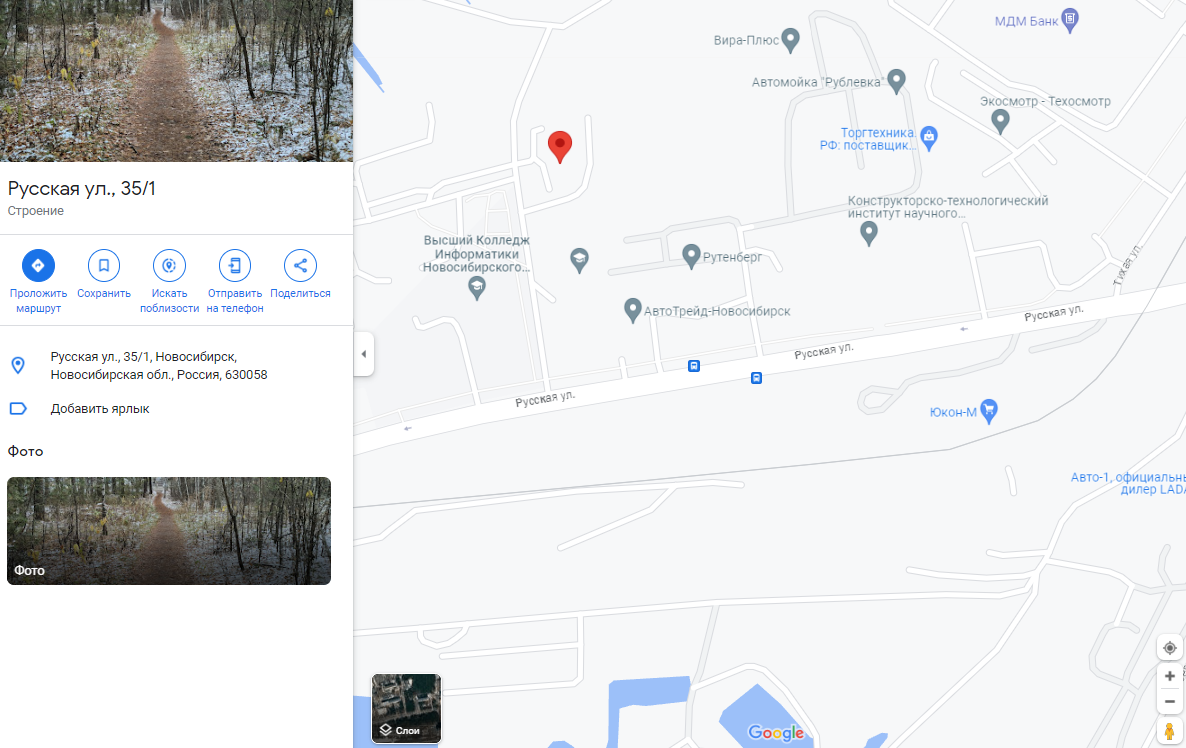 Русская ул., 35/1
Строение
Проложить
маршрут
Сохранить
Искать
поблизости
Отправить
на телефон
Поделиться
Русская ул., 35/1, Новосибирск,
Новосибирская обл., Россия, 630058
Добавить ярлык
Фото
Фото
МДМ Банк
Вира-Плюс
Автомойка "Рублевка"
Экосмотр - Техосмотр
Торгтехника.
РФ: поставщик...
Конструкторско-технологический
институт научного...
Высший Колледж
Информатики
Новосибирского...
Рутенберг
Тихая ул.
АвтоТрейд-Новосибирск
Русская ул.
Русская ул.
Русская ул.
Юкон-М
Авто-1, официальнь
дилер LADA
Слои
Google